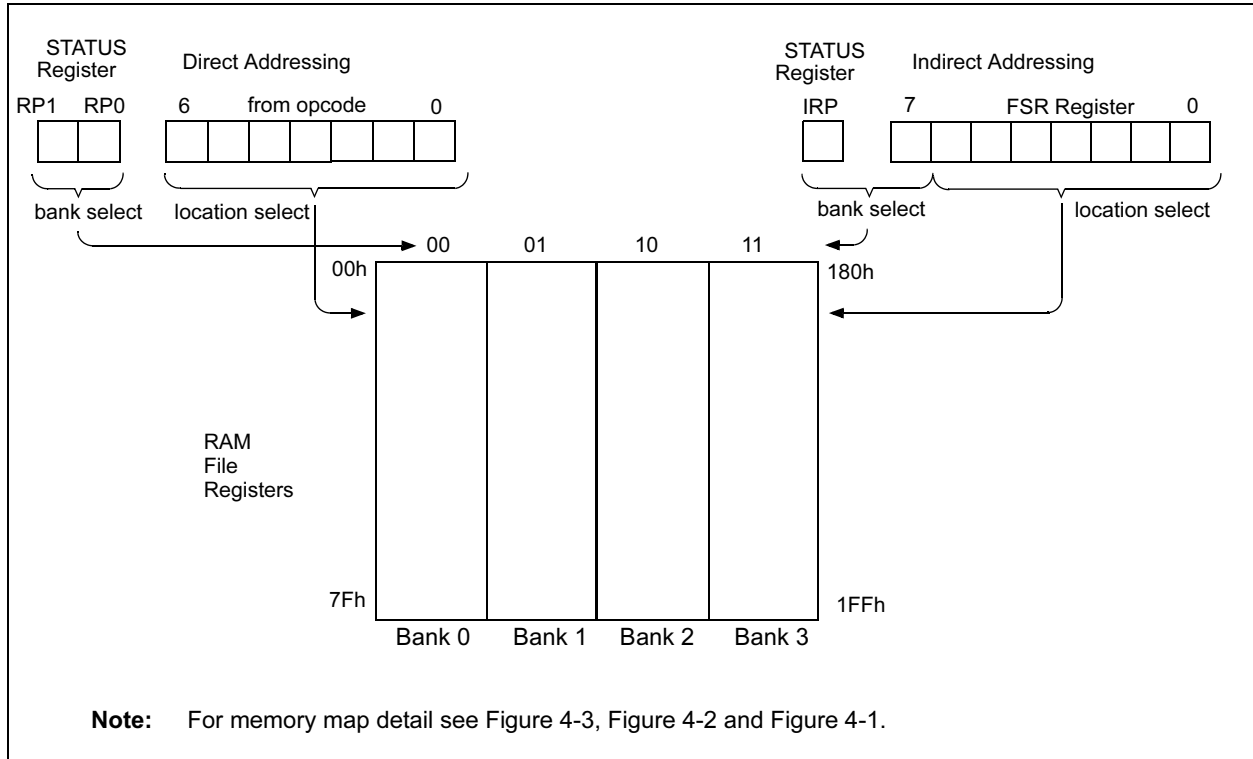 STATUS
Register
Direct Addressing
RP1 RP0
6 from opcode 0
bank select
location select
STATUS
Register
Indirect Addressing
IRP
7 FSR Register 0
bank select
location select
00 01 10 11
00h
180h
RAM
File
Registers
7Fh
1FFh
Bank 0 Bank 1 Bank 2 Bank 3
Note: For memory map detail see Figure 4-3, Figure 4-2 and Figure 4-1.